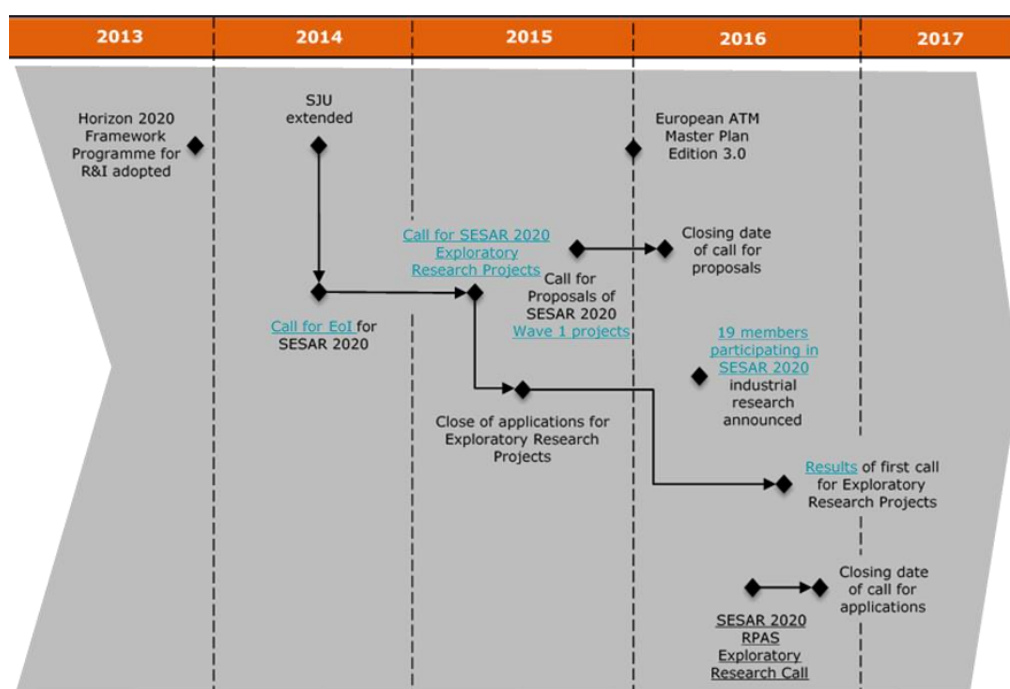 2013
2014
2015
2016
2017
Horizon 2020
Framework
Programme for
R&I adopted
SJU
extended
European ATM
Master Plan
Edition 3.0
Call for SESAR 2020
Exploratory
Research Projects
Closing date
of call for
proposals
Call for
Proposals of
SESAR 2020
Wave 1 projects
Call for EoI for
SESAR 2020
19 members
participating in
SESAR 2020
industrial
research
announced
Close of applications for
Exploratory Research
Projects
Results of first call
for Exploratory
Research Projects
Closing date
of call for
applications
SESAR 2020
RPAS
Exploratory
Research Call